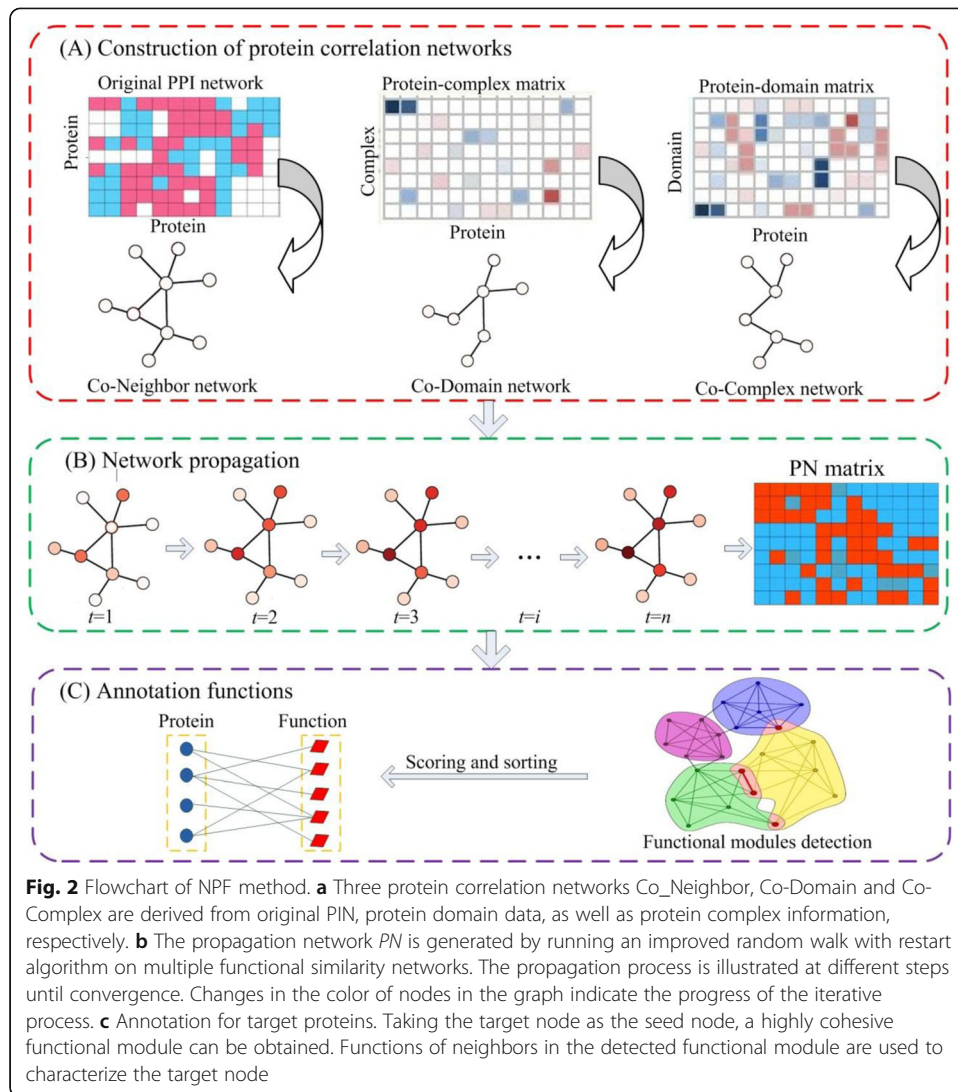 (A) Construction of protein correlation networks
Original PPI network
Protein-complex matrix
Protein-domain matrix
Protein
Complex
Domain
Protein
Protein
Protein
Co-Neighbor network
Co-Domain network
Co-Complex network
(B) Network propagation
PN matrix
t=1
t=2
t=3
...
t=i
t=n
(C) Annotation functions
Protein
Function
Scoring and sorting
Functional modules detection
Fig. 2 Flowchart of NPF method. a Three protein correlation networks Co_Neighbor, Co-Domain and Co-
Complex are derived from original PIN, protein domain data, as well as protein complex information,
respectively. b The propagation network PN is generated by running an improved random walk with restart
algorithm on multiple functional similarity networks. The propagation process is illustrated at different steps
until convergence. Changes in the color of nodes in the graph indicate the progress of the iterative
process. c Annotation for target proteins. Taking the target node as the seed node, a highly cohesive
functional module can be obtained. Functions of neighbors in the detected functional module are used to
characterize the target node